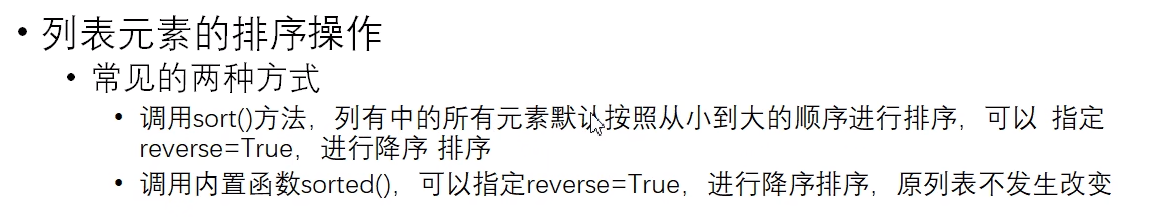 • 列表元素的排序操作
• 常见的两种方式
• 调用sort()方法，列有中的所有元素默认按照从小到大的顺序进行排序，可以 指定
reverse=True，进行降序 排序
• 调用内置函数sorted()，可以指定reverse=True，进行降序排序，原列表不发生改变